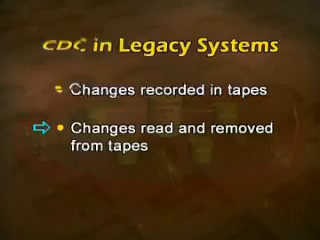 CDC in Legacy Systems
Changes recorded in tapes
Changes read and removed
from tapes